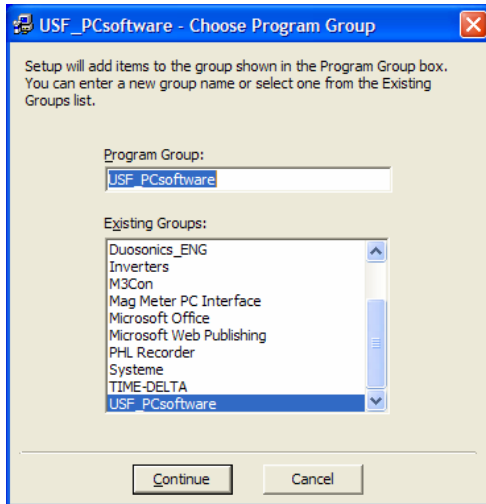 USF_PCsoftware - Choose Program Group
Setup will add items to the group shown in the Program Group box.
You can enter a new group name or select one from the Existing
Groups list.
Program Group:
USF_PCsoftware
Existing Groups:
Duosonics_ENG
Inverters
M3Con
Mag Meter PC Interface
Microsoft Office
Microsoft Web Publishing
PHL Recorder
Systeme
TIME-DELTA
USF_PCsoftware
Continue
Cancel